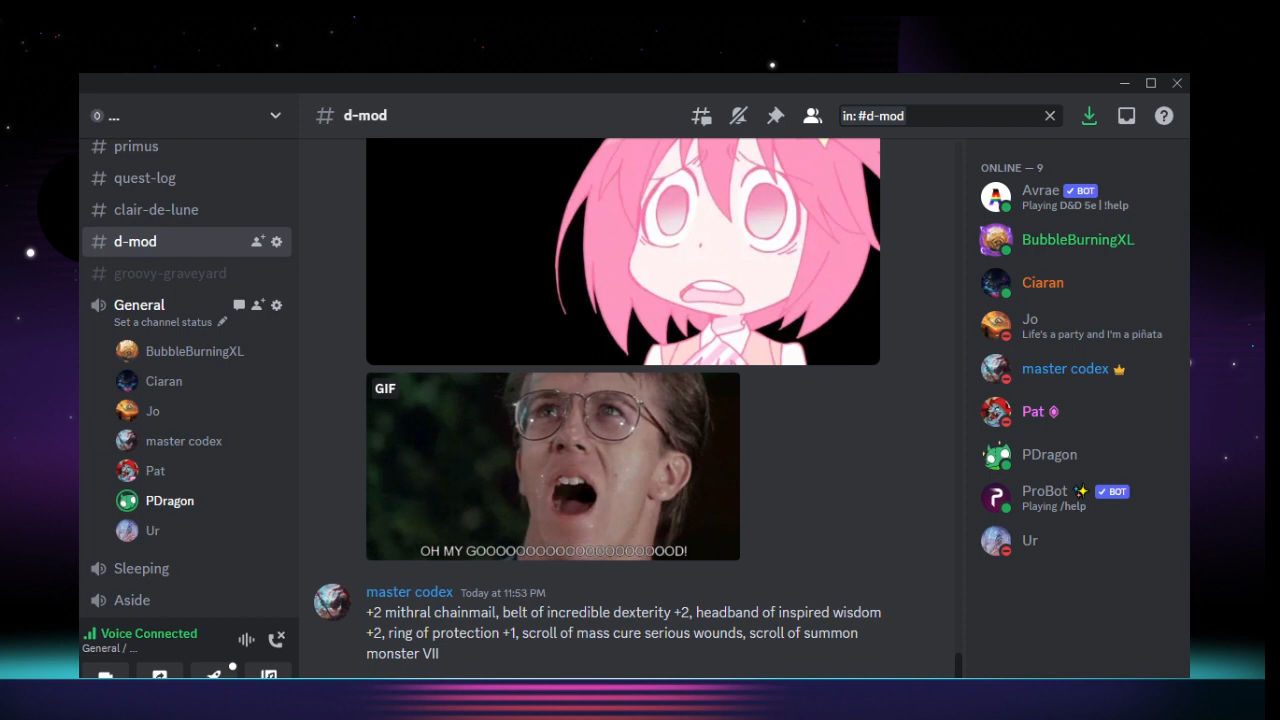 ...
# d-mod
in: #d-mod
# primus
# quest-log
# clair-de-lune
# d-mod
# groovy-graveyard
General
Set a channel status
BubbleBurningXL
Ciaran
Jo
master codex
Pat
PDragon
Ur
Sleeping
Aside
Voice Connected
General / ...
GIF
OH MY GOOOOOOOOOOOOOOOOOOOOOD!
master codex Today at 11:53 PM
+2 mithral chainmail, belt of incredible dexterity +2, headband of inspired wisdom
+2, ring of protection +1, scroll of mass cure serious wounds, scroll of summon
monster VII
ONLINE — 9
Avrae ✓ BOT
Playing D&D 5e | !help
BubbleBurningXL
Ciaran
Jo
Life's a party and I'm a piñata
master codex
Pat
PDragon
ProBot ✨ ✓ BOT
Playing /help
Ur